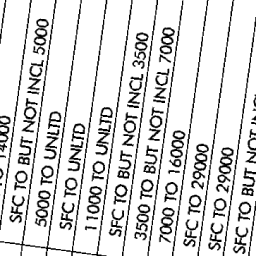 14000
SFC TO BUT NOT INCL 5000
5000 TO UNLTD
SFC TO UNLTD
11000 TO UNLTD
SFC TO BUT NOT INCL 3500
3500 TO BUT NOT INCL 7000
7000 TO 16000
SFC TO 29000
SFC TO 29000
SFC TO BUT NOT